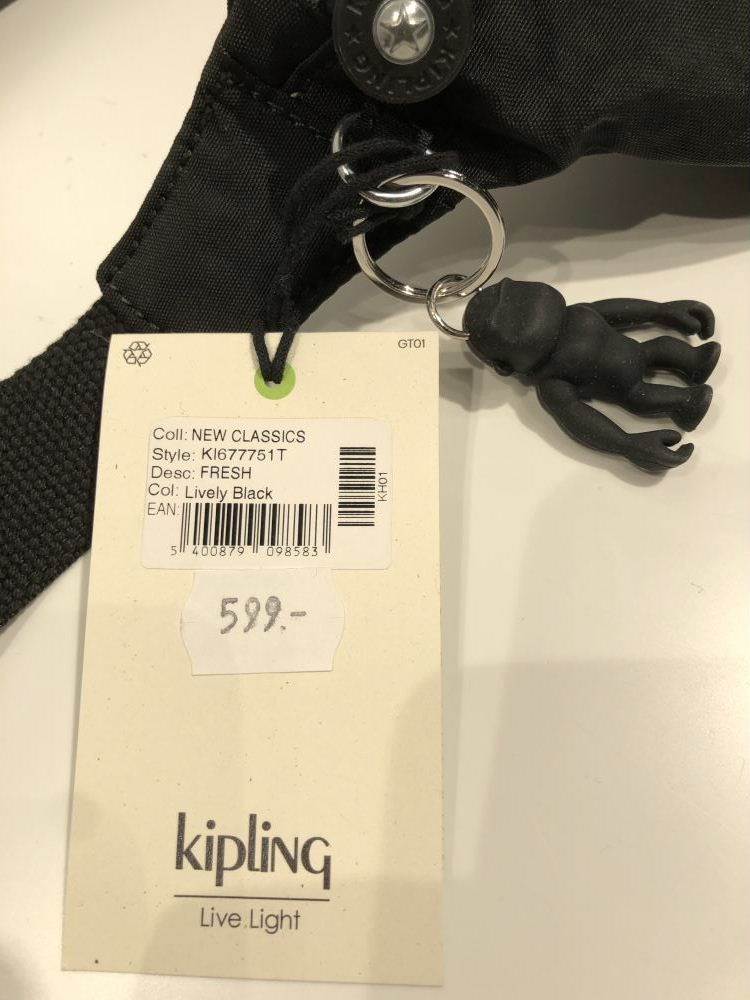 KIPLING
GT01
Coll: NEW CLASSICS
Style: KI677751T
Desc: FRESH
Col: Lively Black
EAN:
KH01
5 400879 098583
599.-
kipling
Live.Light